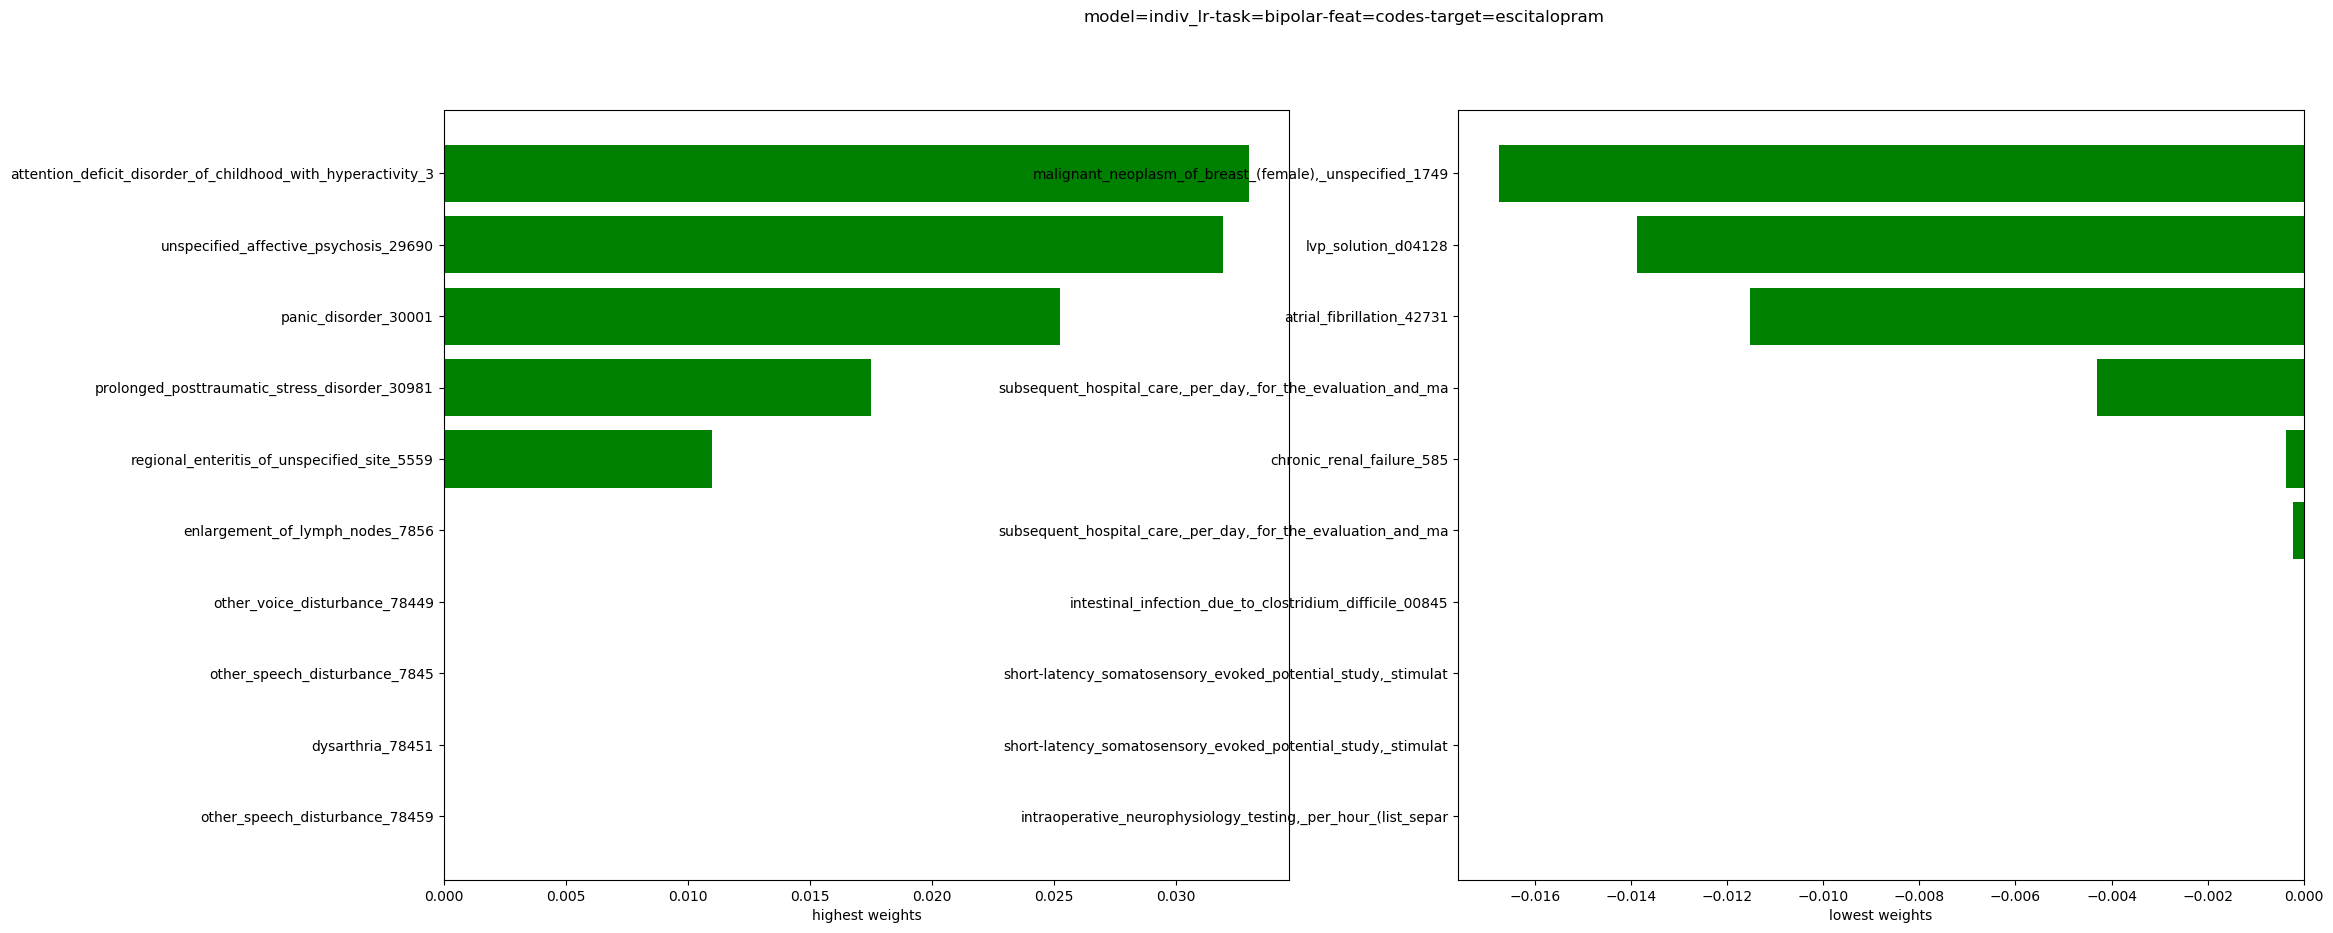 model=indiv_lr-task=bipolar-feat=codes-target=escitalopram
attention_deficit_disorder_of_childhood_with_hyperactivity_3
unspecified_affective_psychosis_29690
panic_disorder_30001
prolonged_posttraumatic_stress_disorder_30981
regional_enteritis_of_unspecified_site_5559
enlargement_of_lymph_nodes_7856
other_voice_disturbance_78449
other_speech_disturbance_7845
dysarthria_78451
other_speech_disturbance_78459
0.000 0.005 0.010 0.015 0.020 0.025 0.030
highest weights
malignant_neoplasm_of_breast_(female),_unspecified_1749
lvp_solution_d04128
atrial_fibrillation_42731
subsequent_hospital_care,_per_day,_for_the_evaluation_and_ma
chronic_renal_failure_585
subsequent_hospital_care,_per_day,_for_the_evaluation_and_ma
intestinal_infection_due_to_clostridium_difficile_00845
short-latency_somatosensory_evoked_potential_study,_stimulat
short-latency_somatosensory_evoked_potential_study,_stimulat
intraoperative_neurophysiology_testing,_per_hour_(list_separ
−0.016 −0.014 −0.012 −0.010 −0.008 −0.006 −0.004 −0.002 0.000
lowest weights